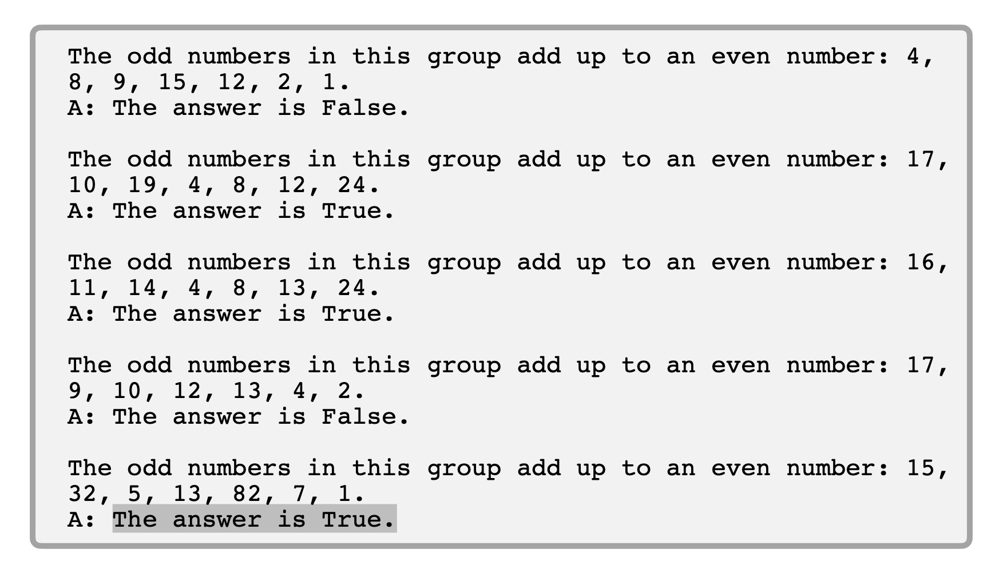 The odd numbers in this group add up to an even number: 4,
8, 9, 15, 12, 2, 1.
A: The answer is False.
The odd numbers in this group add up to an even number: 17,
10, 19, 4, 8, 12, 24.
A: The answer is True.
The odd numbers in this group add up to an even number: 16,
11, 14, 4, 8, 13, 24.
A: The answer is True.
The odd numbers in this group add up to an even number: 17,
9, 10, 12, 13, 4, 2.
A: The answer is False.
The odd numbers in this group add up to an even number: 15,
32, 5, 13, 82, 7, 1.
A: The answer is True.